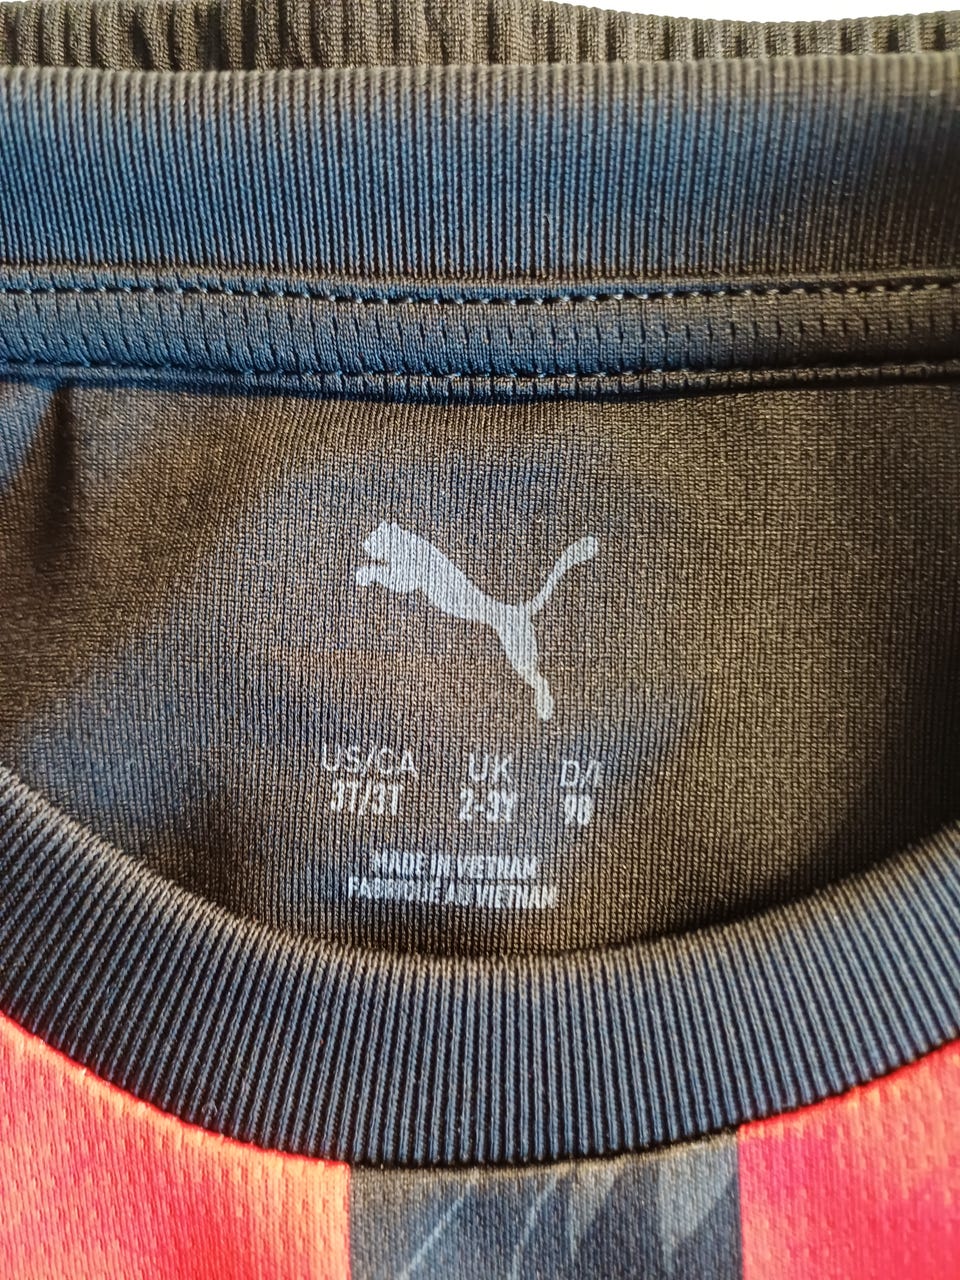 US/CA UK D/I
3T/3T 2-3Y 98
MADE IN VIETNAM
FABRIQUÉ AU VIETNAM